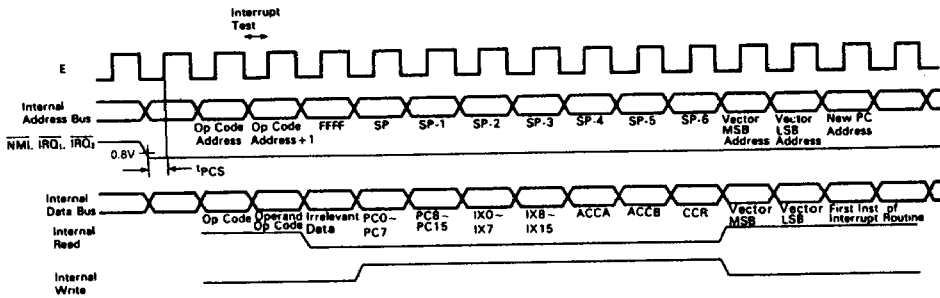 Interrupt
Test
E
Internal
Address Bus
Op Code
Address
Op Code
Address+1
FFFF
SP
SP-1
SP-2
SP-3
SP-4
SP-5
SP-6
Vector
MSB
Address
Vector
LSB
Address
New PC
Address
NMI, IRQ₁, IRQ₂
0.8V
tPCS
Internal
Data Bus
Op Code
Operand
Op Code
Irrelevant
Data
PC0~
PC7
PC8~
PC15
IX0~
IX7
IX8~
IX15
ACCA
ACCB
CCR
Vector
MSB
Vector
LSB
First Inst of
Interrupt Routine
Internal
Read
Internal
Write